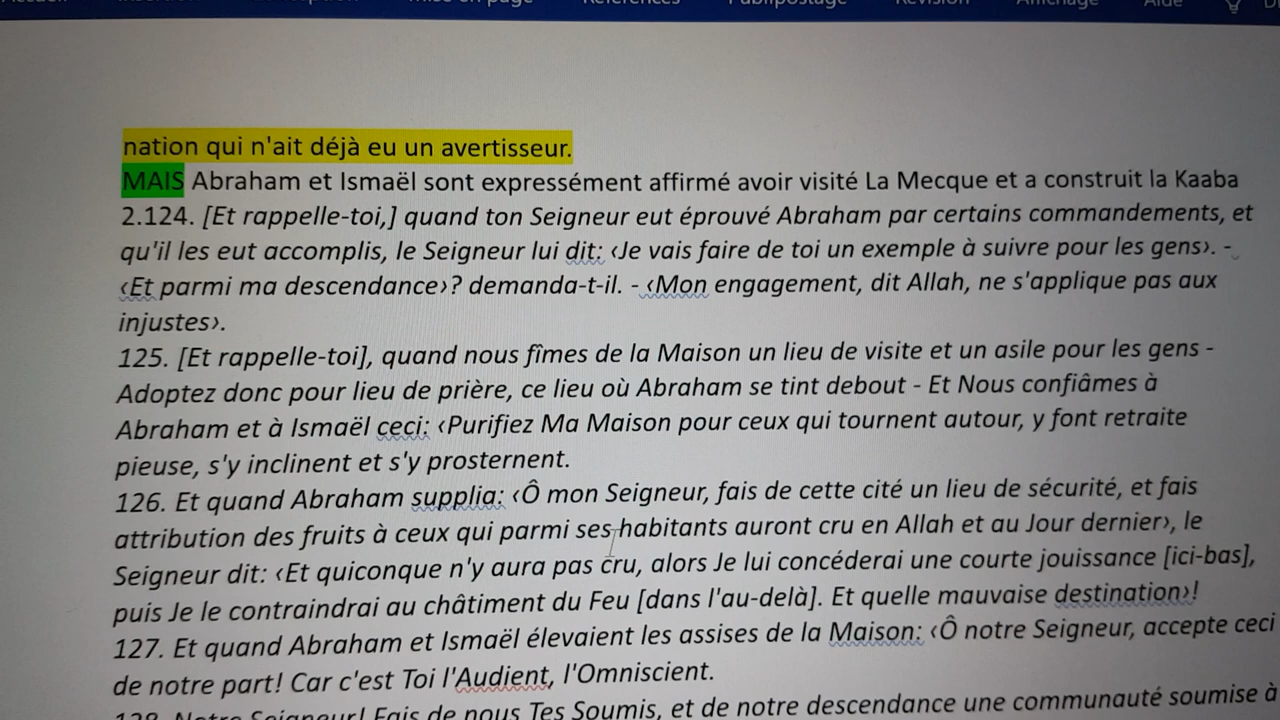 mise en page
Références
Publipostage
Révision
Affichage
Aide
nation qui n'ait déjà eu un avertisseur.
MAIS Abraham et Ismaël sont expressément affirmé avoir visité La Mecque et a construit la Kaaba
2.124. [Et rappelle-toi,] quand ton Seigneur eut éprouvé Abraham par certains commandements, et
qu'il les eut accomplis, le Seigneur lui dit: ‹Je vais faire de toi un exemple à suivre pour les gens›. -
‹Et parmi ma descendance›? demanda-t-il. - ‹Mon engagement, dit Allah, ne s'applique pas aux
injustes›.
125. [Et rappelle-toi], quand nous fîmes de la Maison un lieu de visite et un asile pour les gens -
Adoptez donc pour lieu de prière, ce lieu où Abraham se tint debout - Et Nous confiâmes à
Abraham et à Ismaël ceci: ‹Purifiez Ma Maison pour ceux qui tournent autour, y font retraite
pieuse, s'y inclinent et s'y prosternent.
126. Et quand Abraham supplia: ‹Ô mon Seigneur, fais de cette cité un lieu de sécurité, et fais
attribution des fruits à ceux qui parmi ses habitants auront cru en Allah et au Jour dernier›, le
Seigneur dit: ‹Et quiconque n'y aura pas cru, alors Je lui concéderai une courte jouissance [ici-bas],
puis Je le contraindrai au châtiment du Feu [dans l'au-delà]. Et quelle mauvaise destination›!
127. Et quand Abraham et Ismaël élevaient les assises de la Maison: ‹Ô notre Seigneur, accepte ceci
de notre part! Car c'est Toi l'Audient, l'Omniscient.
128. Notre Seigneur! Fais de nous Tes Soumis, et de notre descendance une communauté soumise à